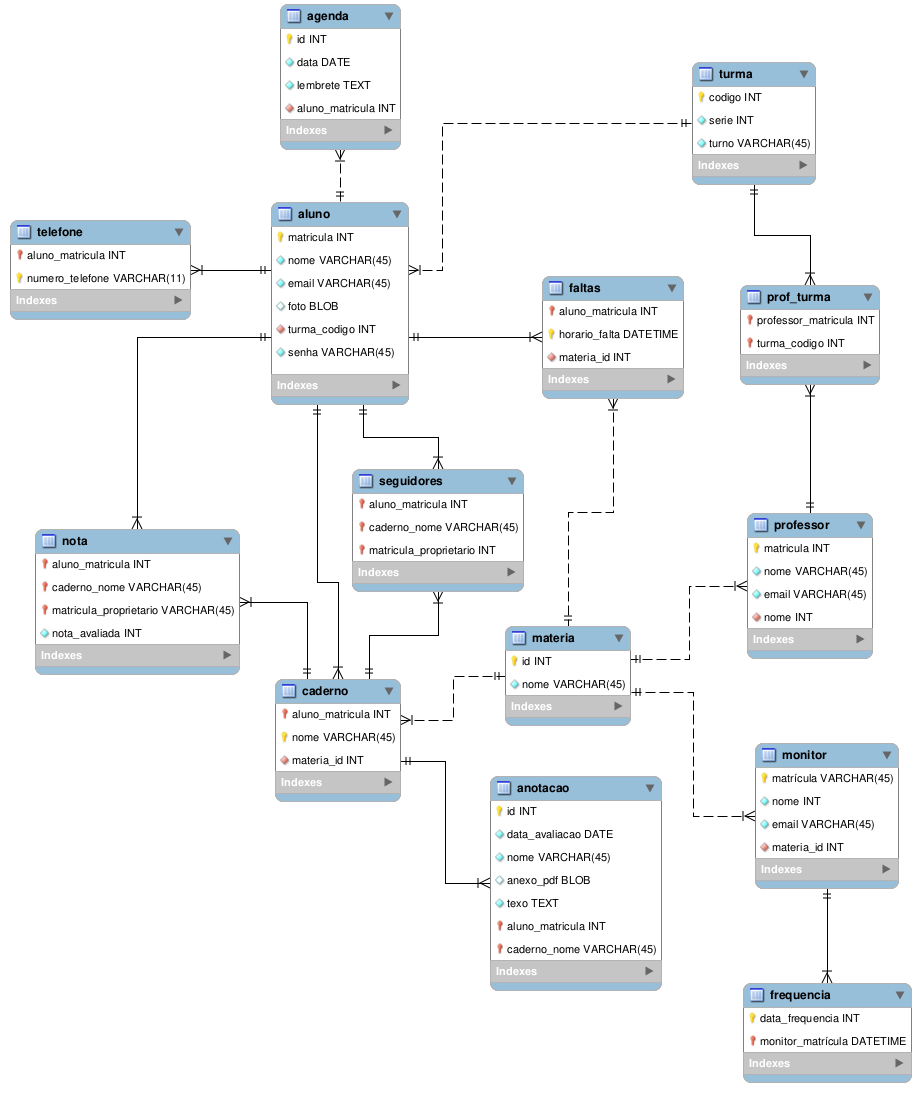 agenda
id INT
data DATE
lembrete TEXT
aluno_matricula INT
Indexes
turma
codigo INT
serie INT
turno VARCHAR(45)
Indexes
telefone
aluno_matricula INT
numero_telefone VARCHAR(11)
Indexes
aluno
matricula INT
nome VARCHAR(45)
email VARCHAR(45)
foto BLOB
turma_codigo INT
senha VARCHAR(45)
Indexes
faltas
aluno_matricula INT
horario_falta DATETIME
materia_id INT
Indexes
prof_turma
professor_matricula INT
turma_codigo INT
Indexes
seguidores
aluno_matricula INT
caderno_nome VARCHAR(45)
matricula_proprietario INT
Indexes
nota
aluno_matricula INT
caderno_nome VARCHAR(45)
matricula_proprietario VARCHAR(45)
nota_avaliada INT
Indexes
professor
matricula INT
nome VARCHAR(45)
email VARCHAR(45)
nome INT
Indexes
materia
id INT
nome VARCHAR(45)
Indexes
caderno
aluno_matricula INT
nome VARCHAR(45)
materia_id INT
Indexes
monitor
matrícula VARCHAR(45)
nome INT
email VARCHAR(45)
materia_id INT
Indexes
anotacao
id INT
data_avaliacao DATE
nome VARCHAR(45)
anexo_pdf BLOB
texo TEXT
aluno_matricula INT
caderno_nome VARCHAR(45)
Indexes
frequencia
data_frequencia INT
monitor_matrícula DATETIME
Indexes